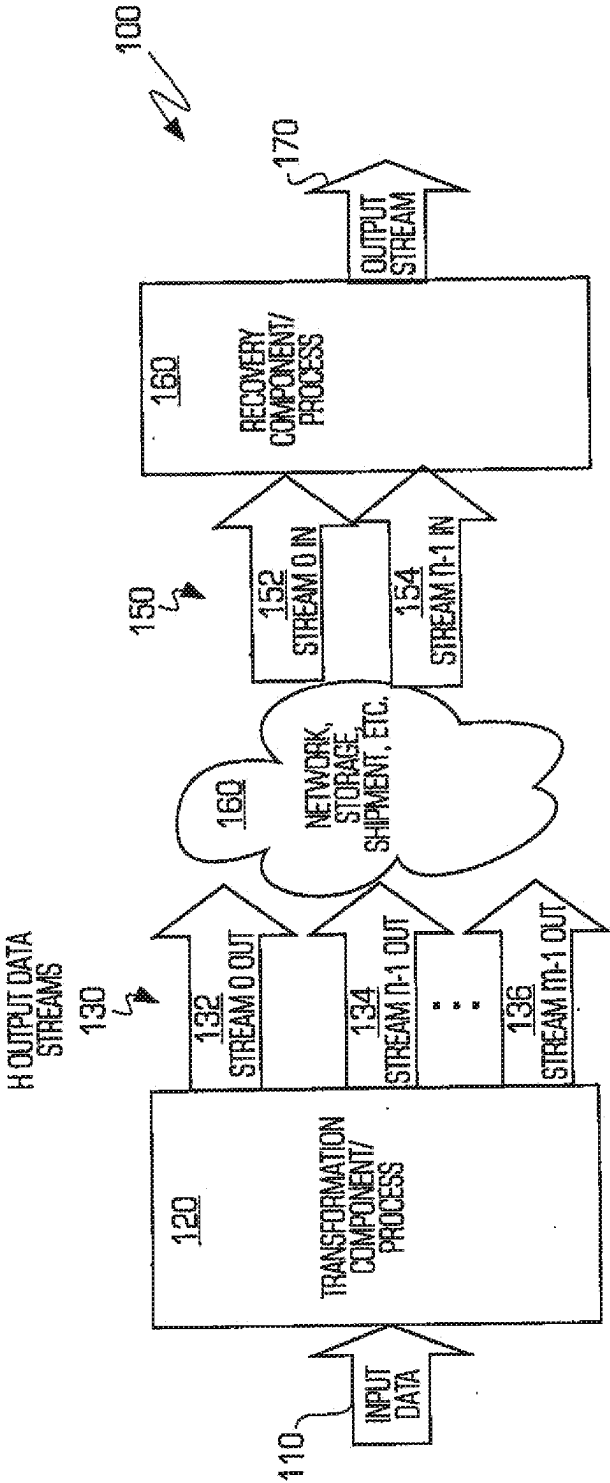 100
H OUTPUT DATA
STREAMS
130
110
INPUT
DATA
120
TRANSFORMATION
COMPONENT/
PROCESS
132
STREAM 0 OUT
134
STREAM n-1 OUT
...
136
STREAM m-1 OUT
160
NETWORK,
STORAGE,
SHIPMENT, ETC.
150
152
STREAM 0 IN
154
STREAM n-1 IN
160
RECOVERY
COMPONENT/
PROCESS
OUTPUT
STREAM
170